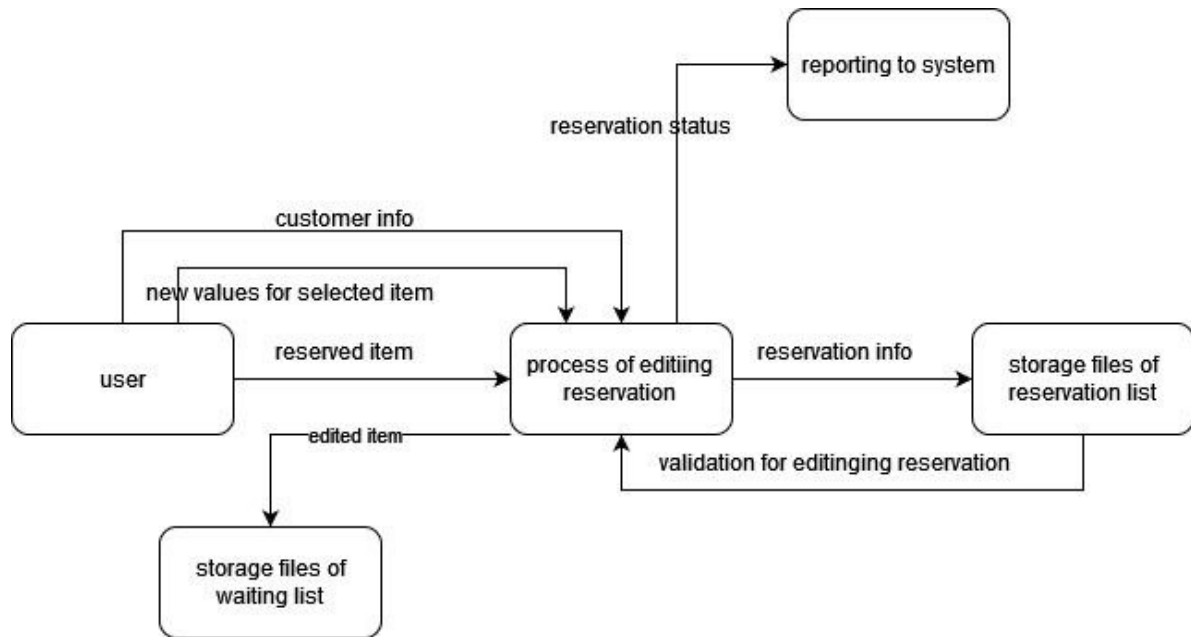 reporting to system
reservation status
customer info
new values for selected item
user
reserved item
process of editiing
reservation
reservation info
storage files of
reservation list
edited item
validation for editinging reservation
storage files of
waiting list